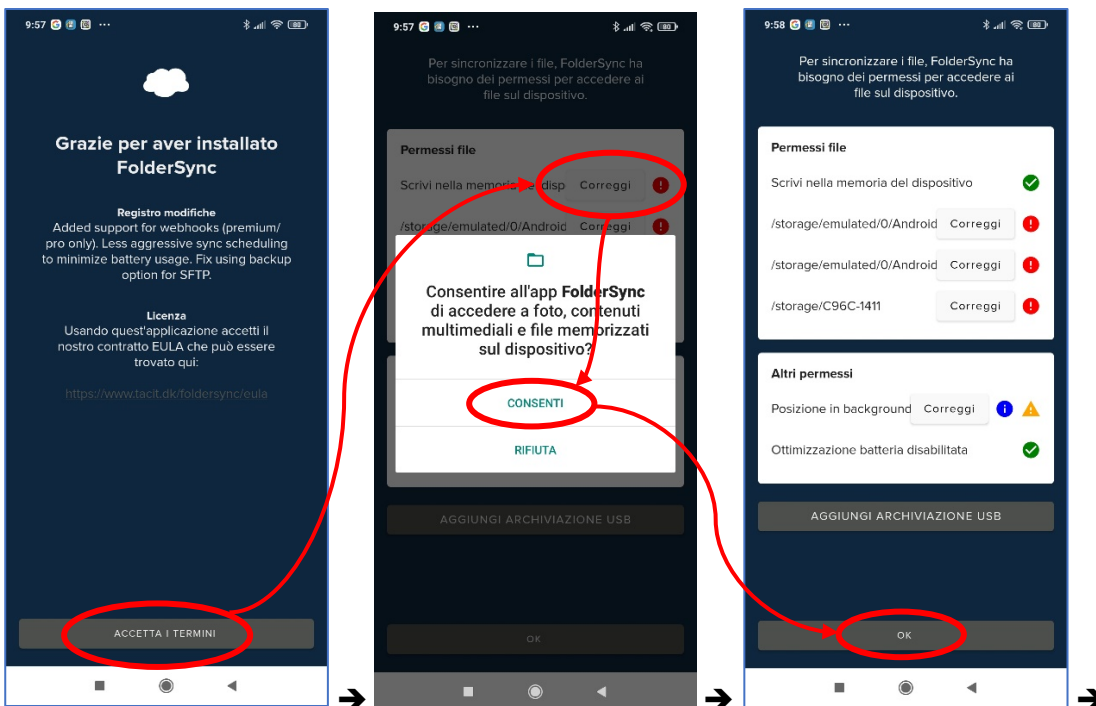 9:57
80
Grazie per aver installato
FolderSync
Registro modifiche
Added support for webhooks (premium/
pro only). Less aggressive sync scheduling
to minimize battery usage. Fix using backup
option for SFTP.
Licenza
Usando quest'applicazione accetti il
nostro contratto EULA che può essere
trovato qui:
https://www.tacit.dk/foldersync/eula
ACCETTA I TERMINI
9:57
80
Per sincronizzare i file, FolderSync ha
bisogno dei permessi per accedere ai
file sul dispositivo.
Permessi file
Scrivi nella memoria del disp Correggi
/storage/emulated/0/Android Correggi
Consentire all'app FolderSync
di accedere a foto, contenuti
multimediali e file memorizzati
sul dispositivo?
CONSENTI
RIFIUTA
AGGIUNGI ARCHIVIAZIONE USB
OK
9:58
80
Per sincronizzare i file, FolderSync ha
bisogno dei permessi per accedere ai
file sul dispositivo.
Permessi file
Scrivi nella memoria del dispositivo
/storage/emulated/0/Android Correggi
/storage/emulated/0/Android Correggi
/storage/C96C-1411 Correggi
Altri permessi
Posizione in background Correggi
Ottimizzazione batteria disabilitata
AGGIUNGI ARCHIVIAZIONE USB
OK